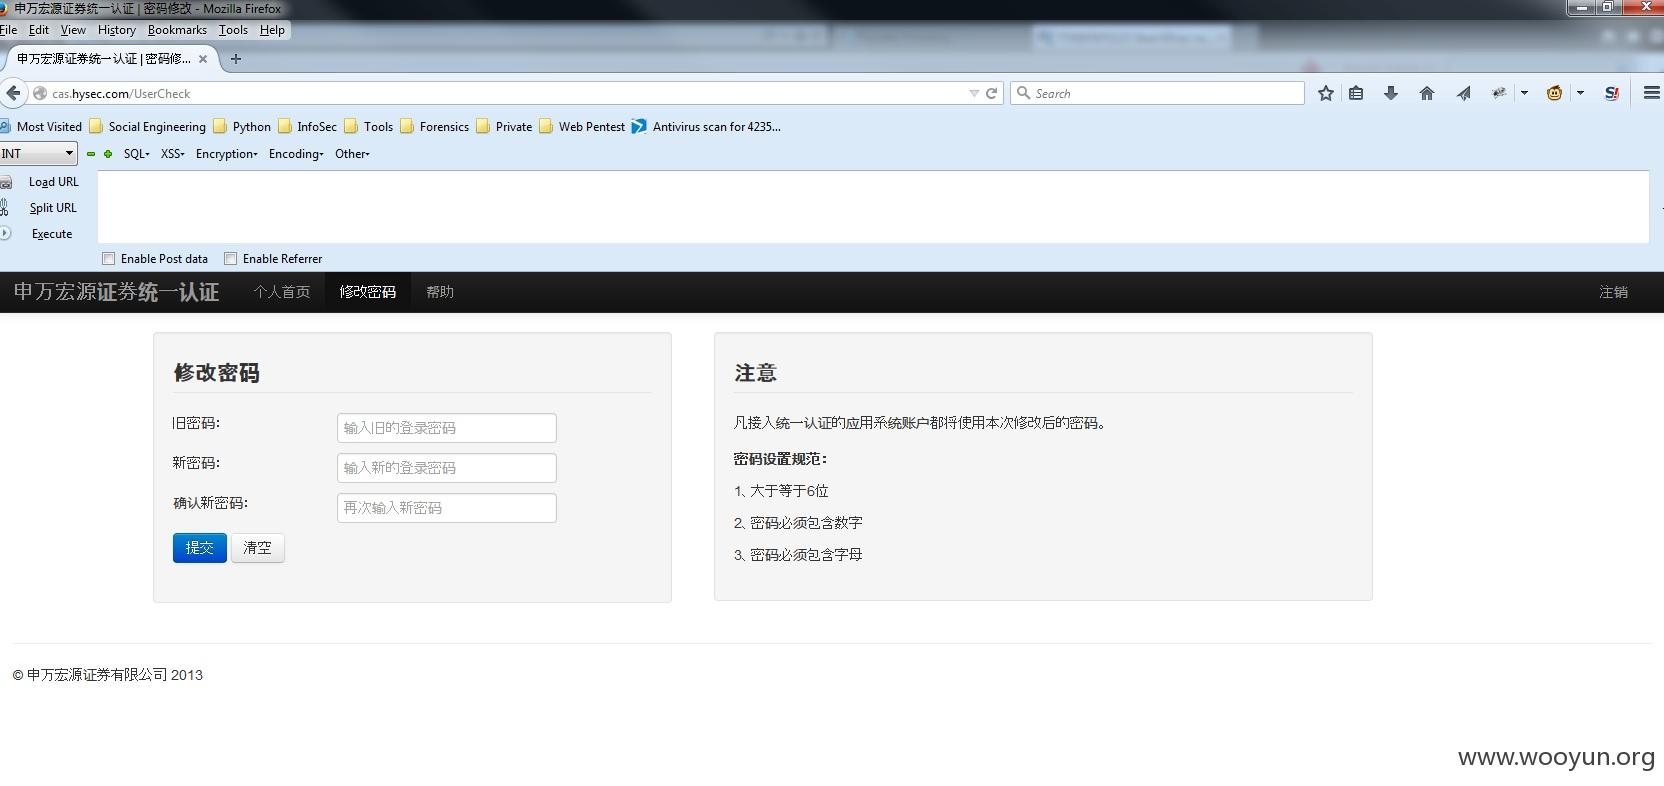 申万宏源证券统一认证 | 密码修改 - Mozilla Firefox
File Edit View History Bookmarks Tools Help
申万宏源证券统一认证 | 密码修...
cas.hysec.com/UserCheck
Search
Most Visited Social Engineering Python InfoSec Tools Forensics Private Web Pentest Antivirus scan for 4235...
INT SQL XSS Encryption Encoding Other
Load URL
Split URL
Execute
Enable Post data Enable Referrer
申万宏源证券统一认证 个人首页 修改密码 帮助 注销
修改密码
旧密码: 输入旧的登录密码
新密码: 输入新的登录密码
确认新密码: 再次输入新密码
提交 清空
注意
凡接入统一认证的应用系统账户都将使用本次修改后的密码。
密码设置规范:
1、大于等于6位
2、密码必须包含数字
3、密码必须包含字母
© 申万宏源证券有限公司 2013
www.wooyun.org